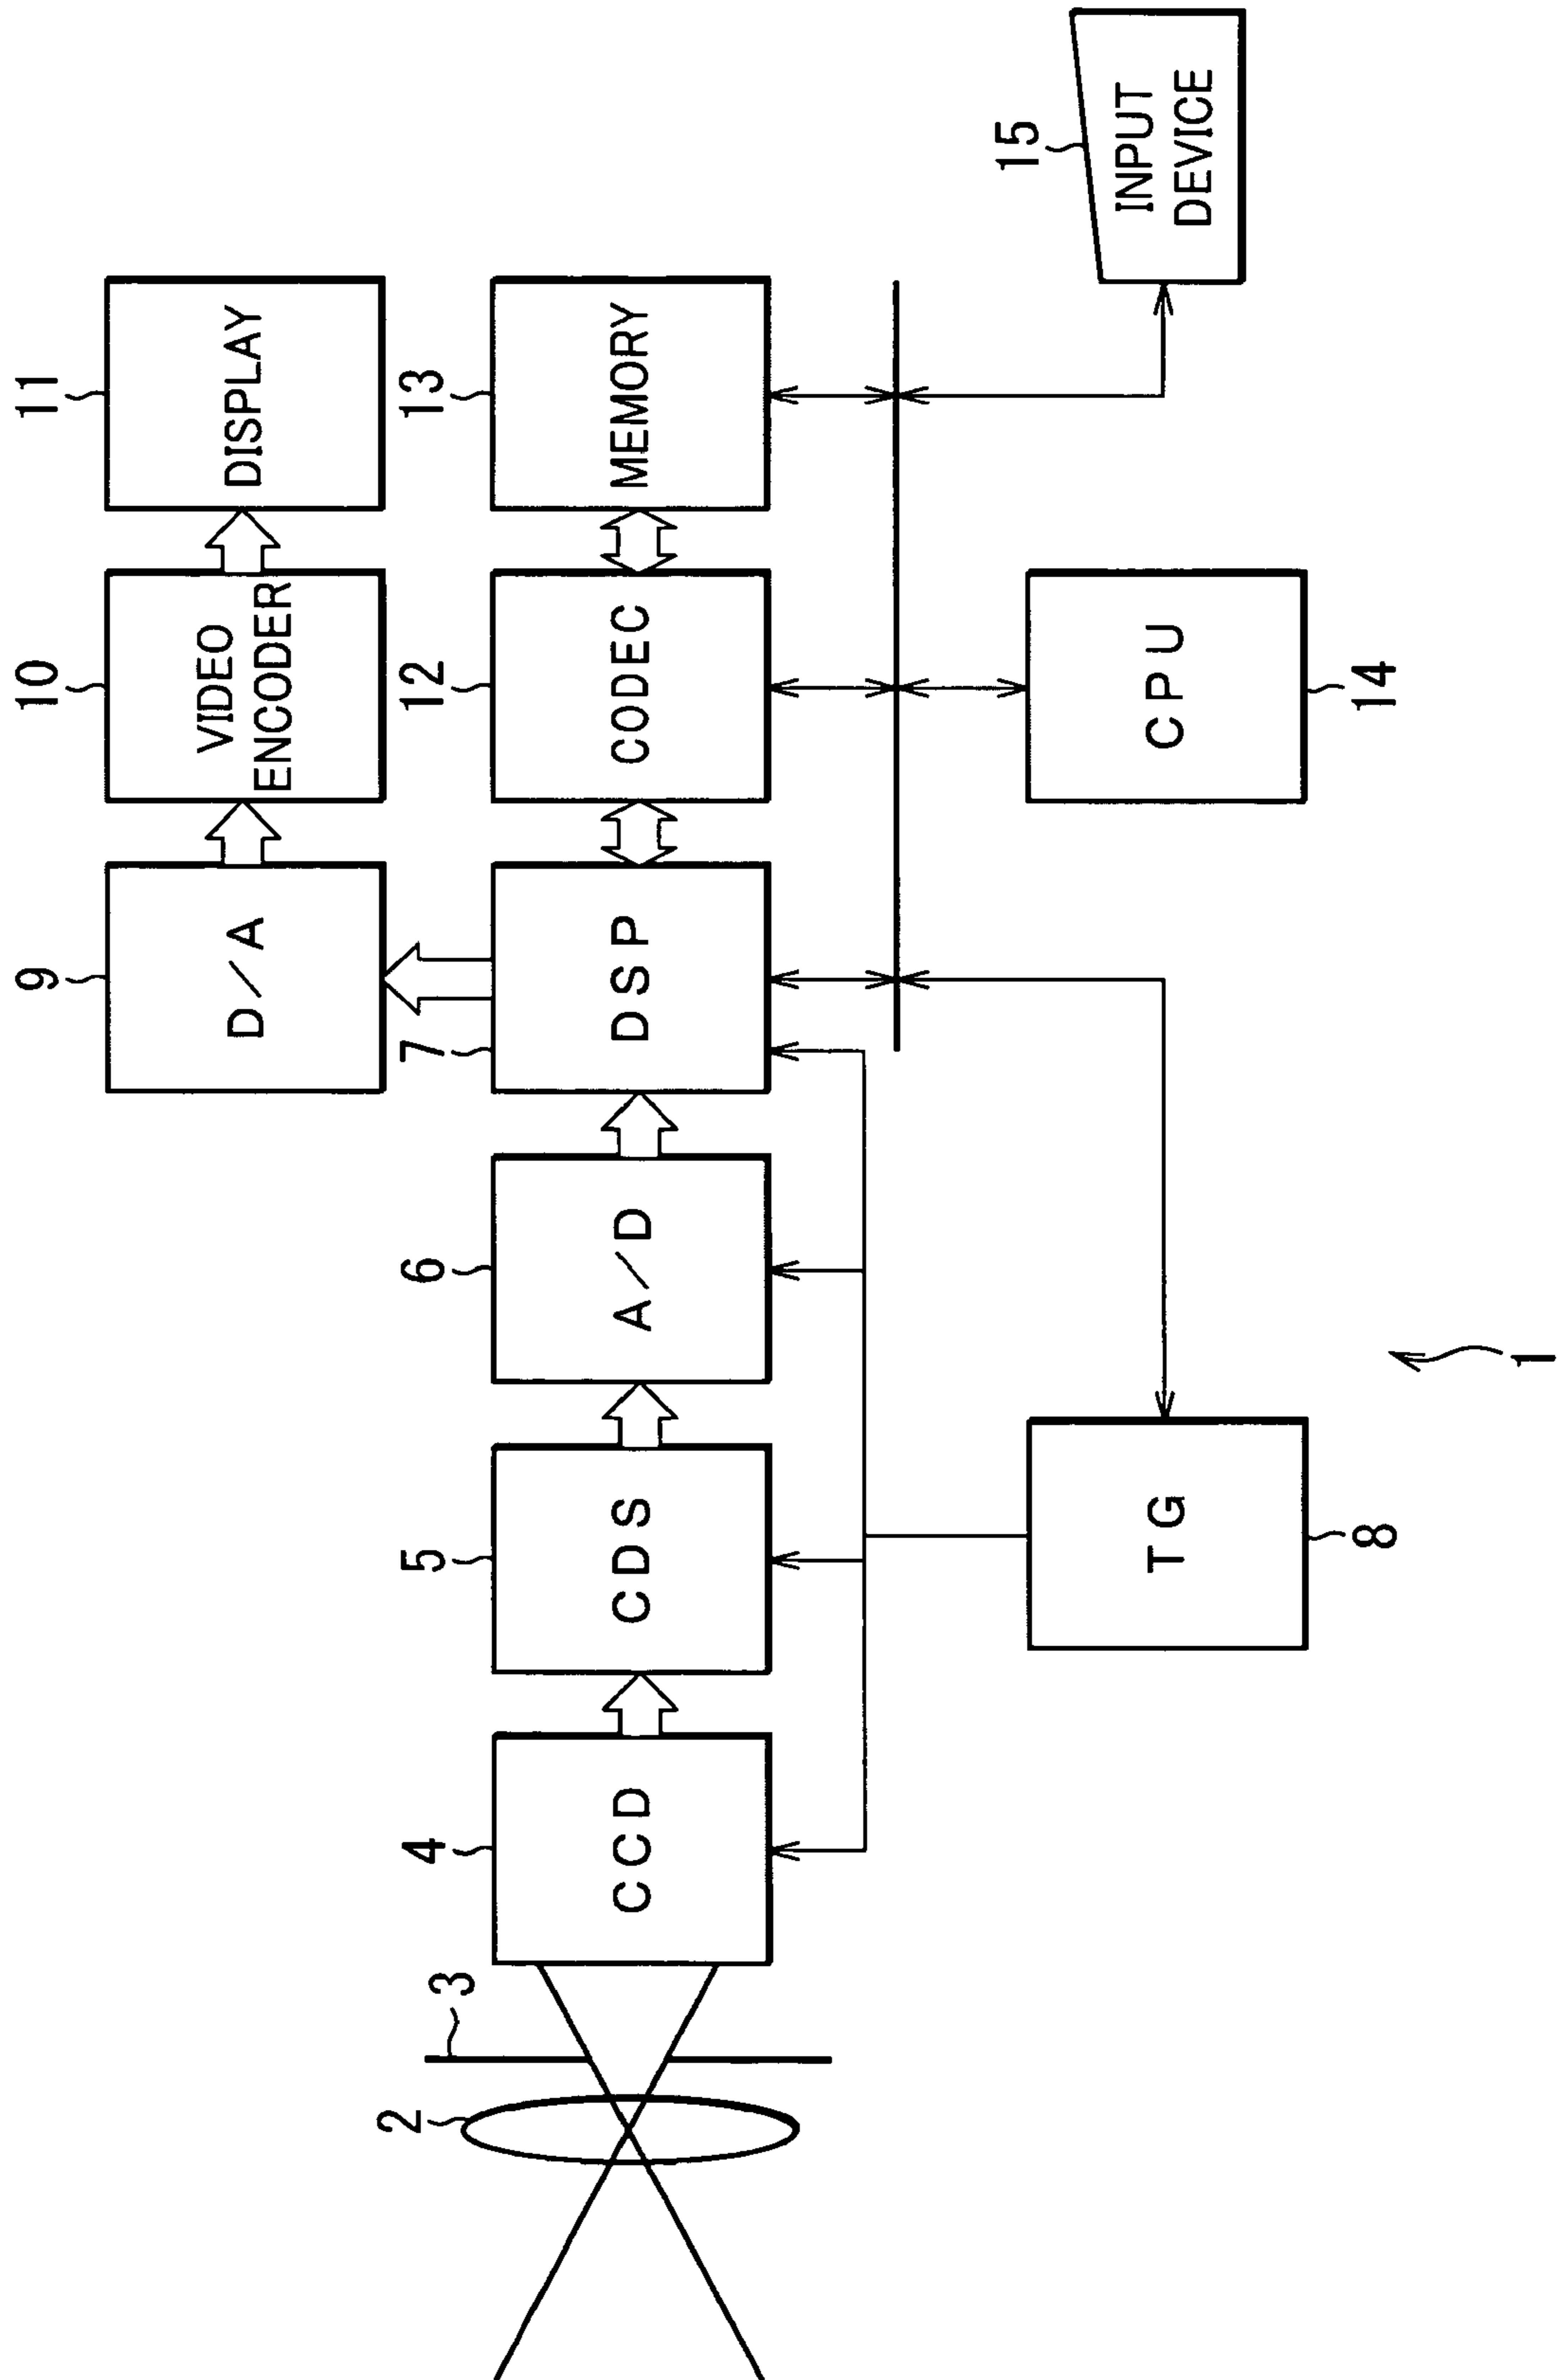 9
10
11
D/A
VIDEO
ENCODER
DISPLAY
2
3
4
5
6
7
12
13
CCD
CDS
A/D
DSP
CODEC
MEMORY
15
TG
CPU
INPUT
DEVICE
8
14
1